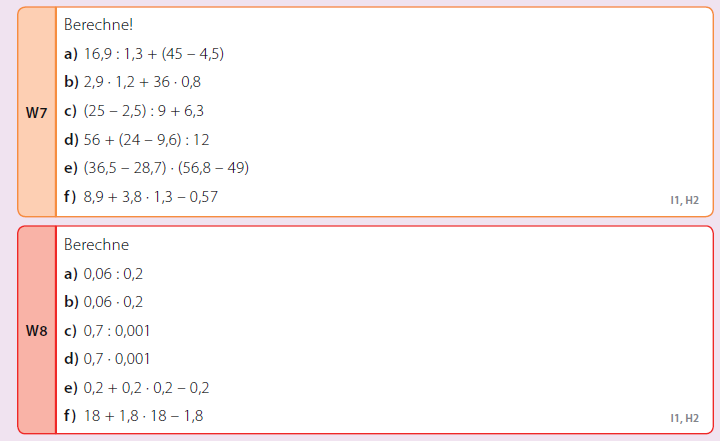 Berechne!
a) 16,9 : 1,3 + (45 – 4,5)
b) 2,9 · 1,2 + 36 · 0,8
W7
c) (25 – 2,5) : 9 + 6,3
d) 56 + (24 – 9,6) : 12
e) (36,5 – 28,7) · (56,8 – 49)
f) 8,9 + 3,8 · 1,3 – 0,57
I1, H2
Berechne
a) 0,06 : 0,2
b) 0,06 · 0,2
W8
c) 0,7 : 0,001
d) 0,7 · 0,001
e) 0,2 + 0,2 · 0,2 – 0,2
f) 18 + 1,8 · 18 – 1,8
I1, H2